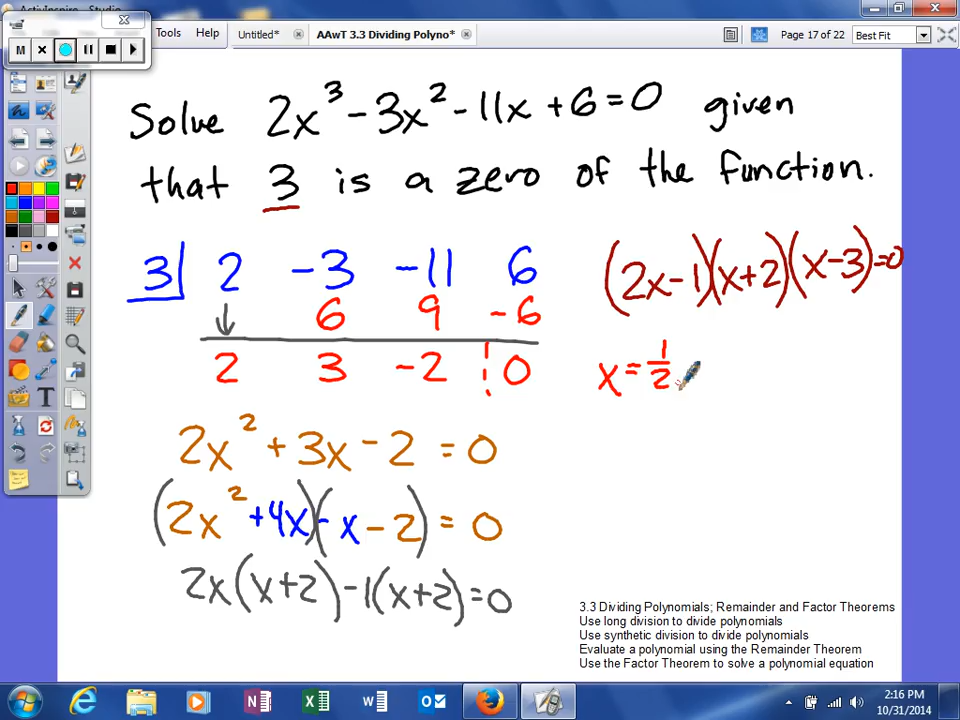 ActivInspire - Studio
Tools Help Untitled* AAwT 3.3 Dividing Polyno* Page 17 of 22 Best Fit
M
Solve 2x³ - 3x² - 11x + 6 = 0 given
that 3 is a zero of the function.
3 2 -3 -11 6
6 9 -6
2 3 -2 0
(2x-1)(x+2)(x-3)=0
x = 1/2
2x² + 3x - 2 = 0
(2x² + 4x)(- x - 2) = 0
2x(x+2) - 1(x+2) = 0
3.3 Dividing Polynomials; Remainder and Factor Theorems
Use long division to divide polynomials
Use synthetic division to divide polynomials
Evaluate a polynomial using the Remainder Theorem
Use the Factor Theorem to solve a polynomial equation
2:16 PM
10/31/2014